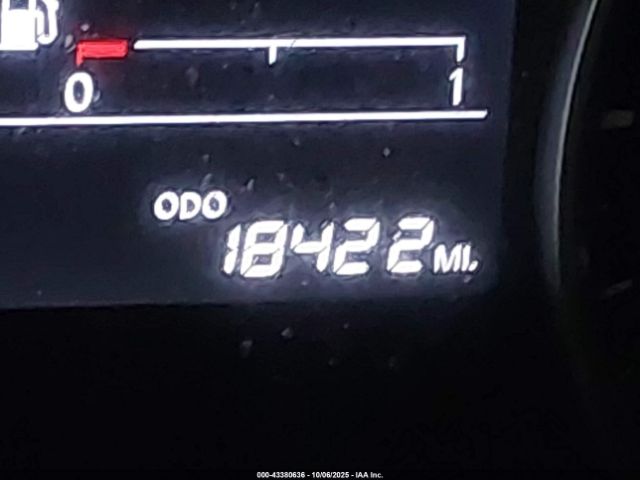 0 1
ODO
18422 MI.
000-43380636 - 10/06/2025 - IAA Inc.